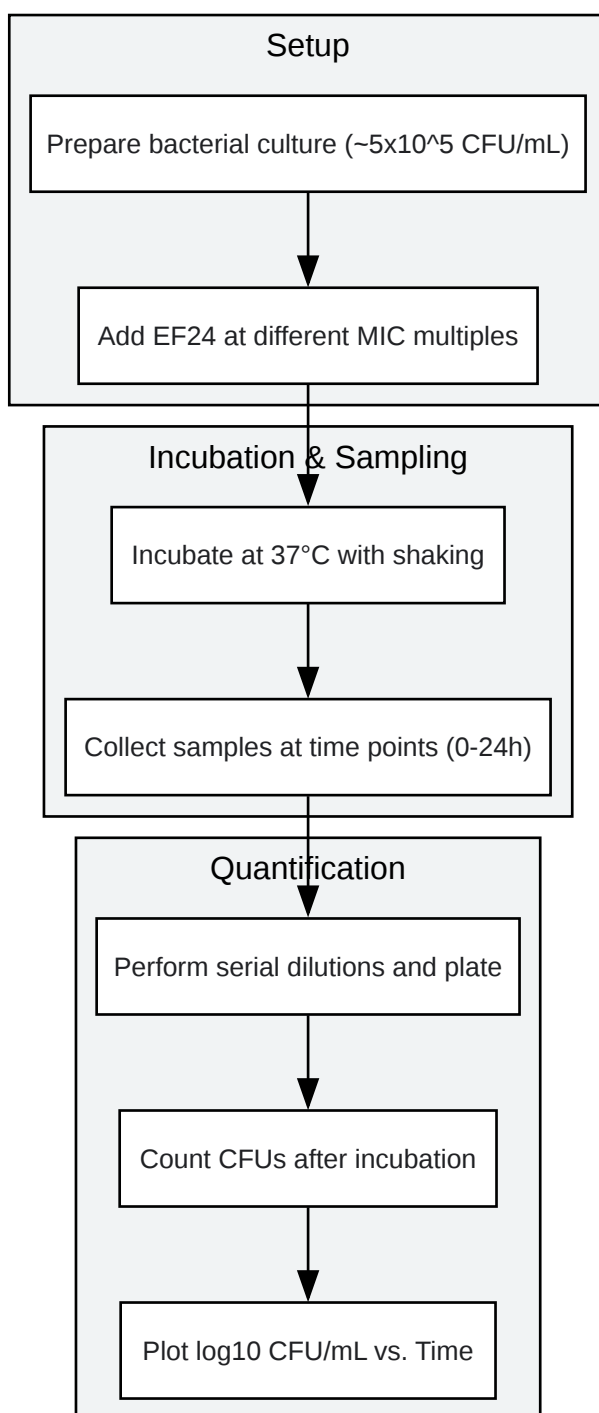 Setup
Prepare bacterial culture (~5x10^5 CFU/mL)
Add EF24 at different MIC multiples
Incubation & Sampling
Incubate at 37°C with shaking
Collect samples at time points (0-24h)
Quantification
Perform serial dilutions and plate
Count CFUs after incubation
Plot log10 CFU/mL vs. Time